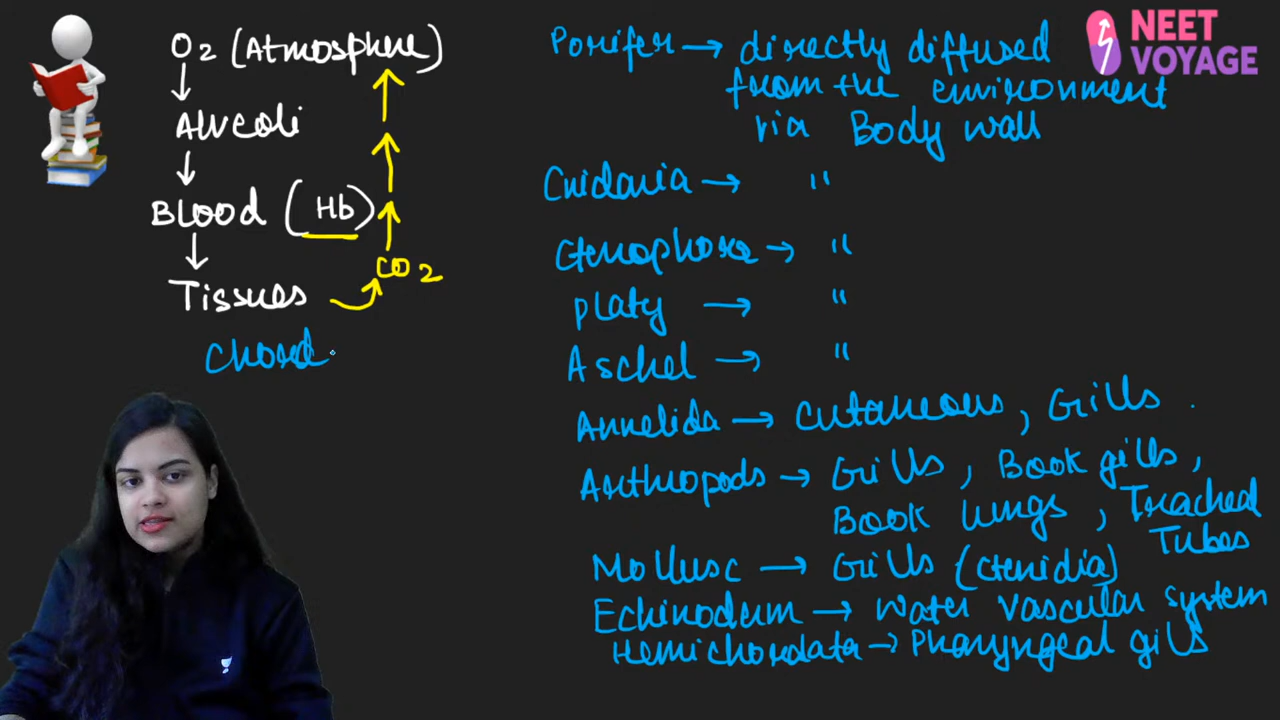 O2 (Atmosphere)
Alveoli
Blood (Hb)
CO2
Tissues
Chord
Porifer → directly diffused
from the environment
via Body wall
Cnidaria → "
Ctenophora → "
Platy → "
Aschel → "
Annelida → Cutaneous, Gills.
Arthropods → Gills, Book gills,
Book lungs, Tracheal
Tubes
Mollusc → Gills (Ctenidia)
Echinoderm → Water vascular system
Hemichordata → Pharyngeal gills
NEET
VOYAGE